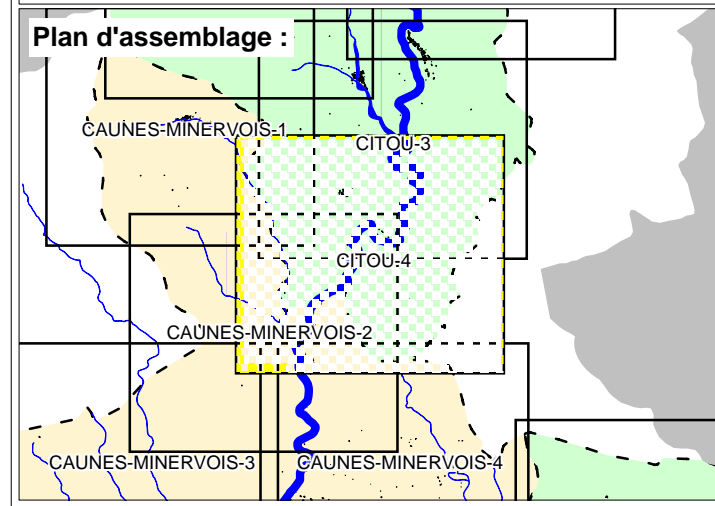 Plan d'assemblage :
CAUNES-MINERVOIS-1
CITOU-3
CITOU-4
CAUNES-MINERVOIS-2
CAUNES-MINERVOIS-3
CAUNES-MINERVOIS-4